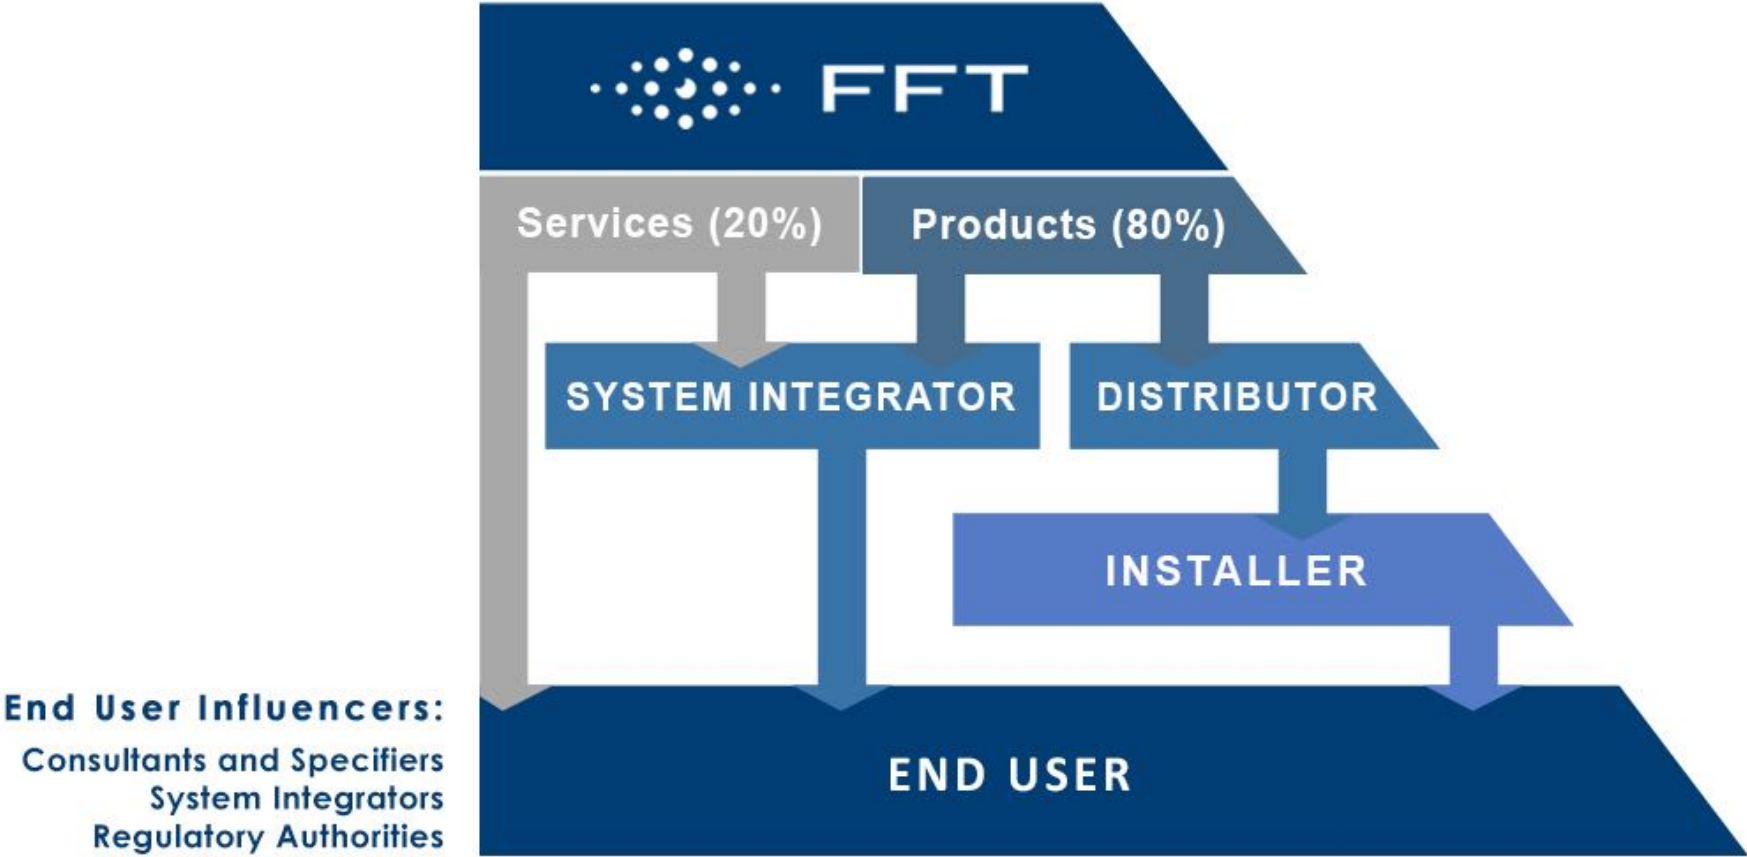 FFT
Services (20%)
Products (80%)
SYSTEM INTEGRATOR
DISTRIBUTOR
INSTALLER
End User Influencers:
Consultants and Specifiers
System Integrators
Regulatory Authorities
END USER